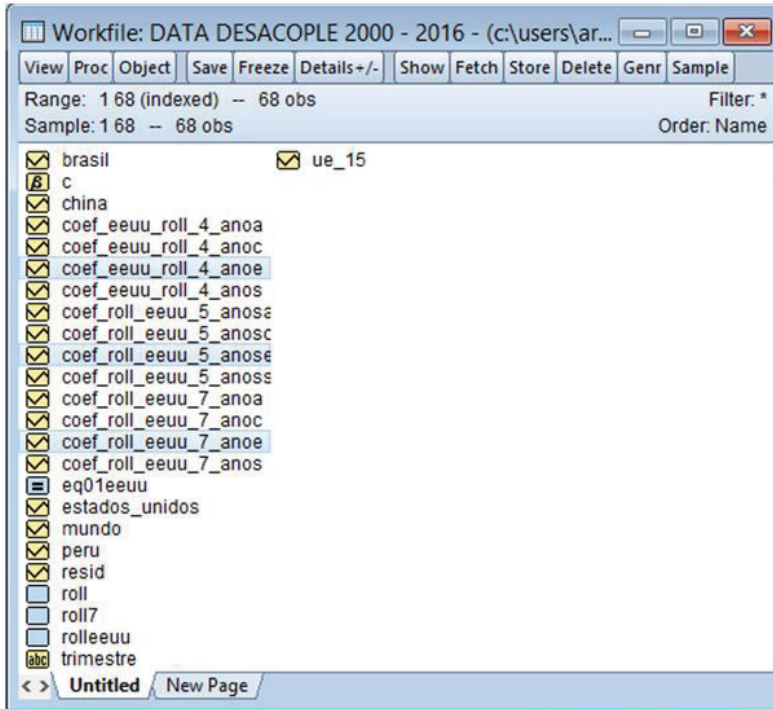 Workfile: DATA DESACOPLE 2000 - 2016 - (c:\users\ar...
View Proc Object Save Freeze Details+/- Show Fetch Store Delete Genr Sample
Range: 1 68 (indexed) -- 68 obs Filter: *
Sample: 1 68 -- 68 obs Order: Name
brasil
β c
china
coef_eeuu_roll_4_anoa
coef_eeuu_roll_4_anoc
coef_eeuu_roll_4_anoe
coef_eeuu_roll_4_anos
coef_roll_eeuu_5_anosa
coef_roll_eeuu_5_anosc
coef_roll_eeuu_5_anose
coef_roll_eeuu_5_anoss
coef_roll_eeuu_7_anoa
coef_roll_eeuu_7_anoc
coef_roll_eeuu_7_anoe
coef_roll_eeuu_7_anos
eq01eeuu
estados_unidos
mundo
peru
resid
roll
roll7
rolleeuu
abc trimestre
ue_15
< > Untitled New Page